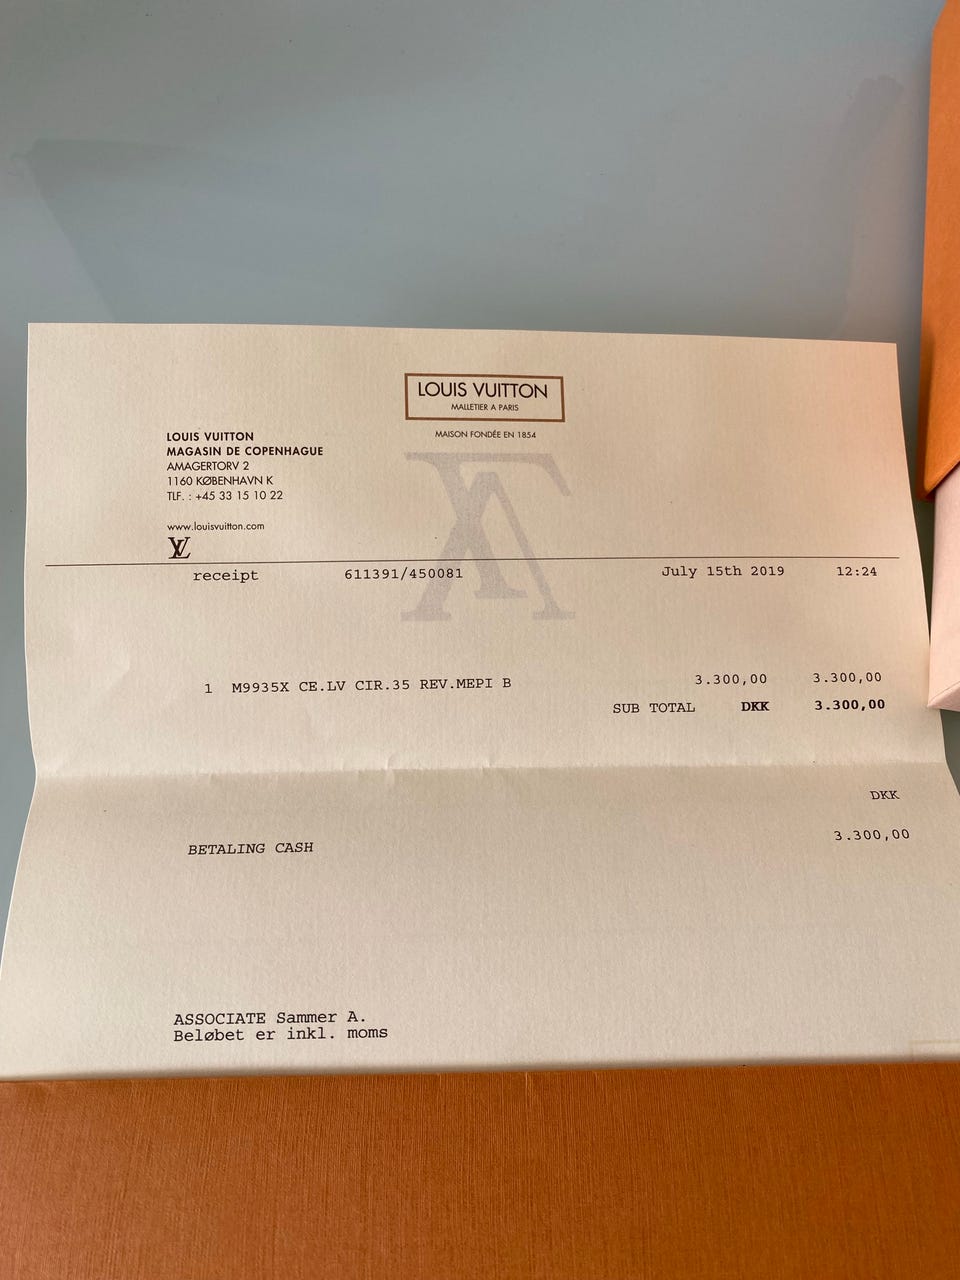 LOUIS VUITTON
MALLETIER A PARIS
MAISON FONDÉE EN 1854
LOUIS VUITTON
MAGASIN DE COPENHAGUE
AMAGERTORV 2
1160 KØBENHAVN K
TLF. : +45 33 15 10 22
www.louisvuitton.com
LV
receipt 611391/450081 July 15th 2019 12:24
1 M9935X CE.LV CIR.35 REV.MEPI B 3.300,00 3.300,00
SUB TOTAL DKK 3.300,00
DKK
BETALING CASH 3.300,00
ASSOCIATE Sammer A.
Beløbet er inkl. moms